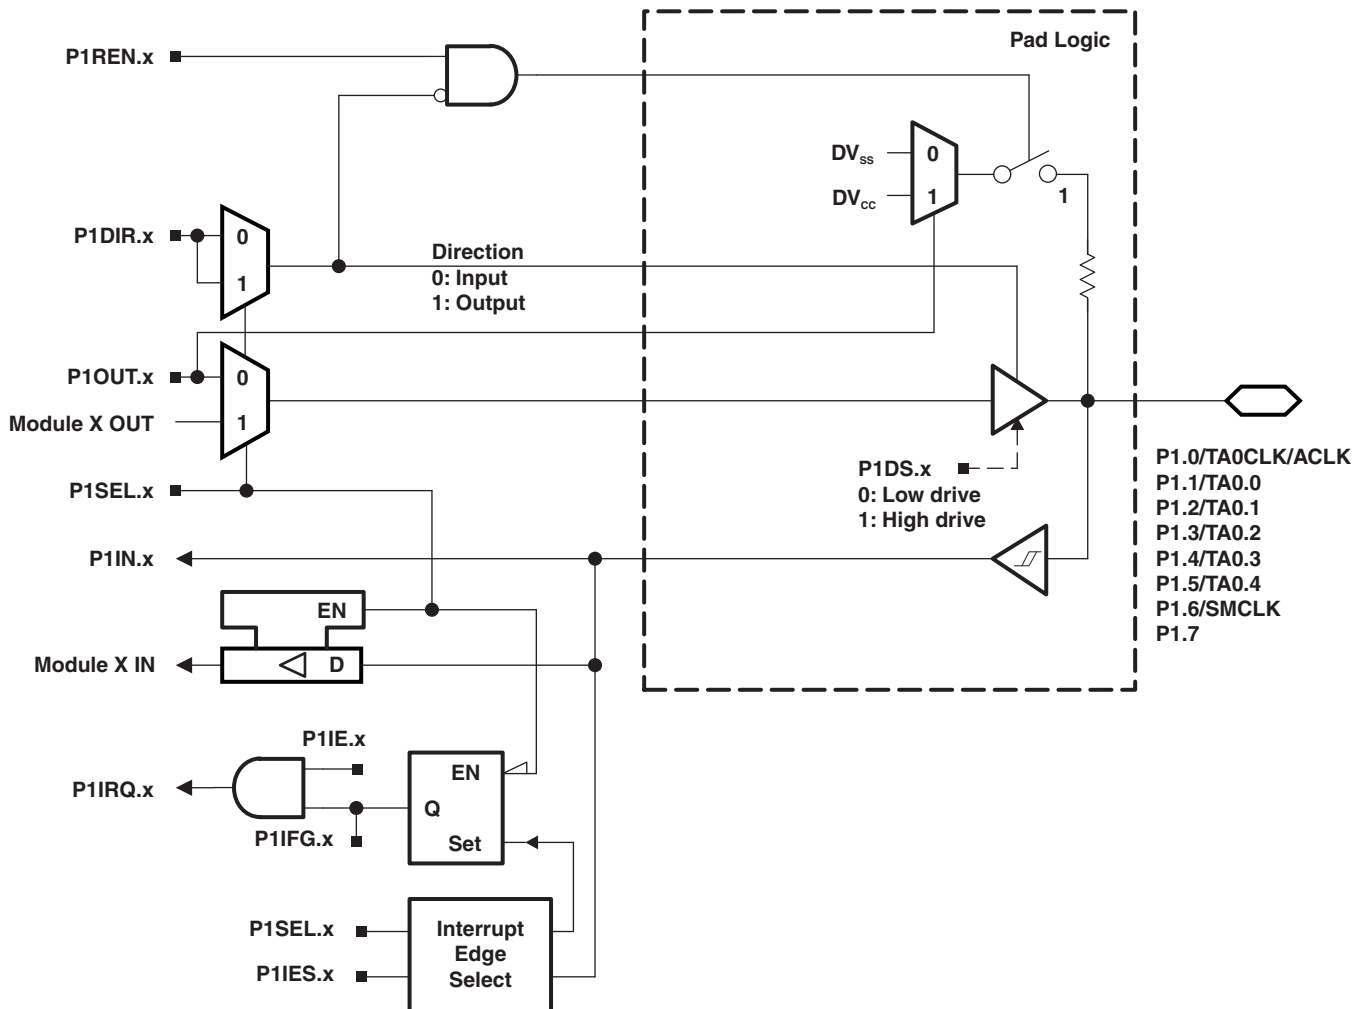 Pad Logic
P1REN.x
DVSS
0
DVCC
1
1
P1DIR.x
0
1
Direction
0: Input
1: Output
P1OUT.x
0
Module X OUT
1
P1DS.x
0: Low drive
1: High drive
P1SEL.x
P1.0/TA0CLK/ACLK
P1.1/TA0.0
P1.2/TA0.1
P1.3/TA0.2
P1.4/TA0.3
P1.5/TA0.4
P1.6/SMCLK
P1.7
P1IN.x
EN
Module X IN
D
P1IE.x
P1IRQ.x
EN
Q
Set
P1IFG.x
P1SEL.x
P1IES.x
Interrupt
Edge
Select